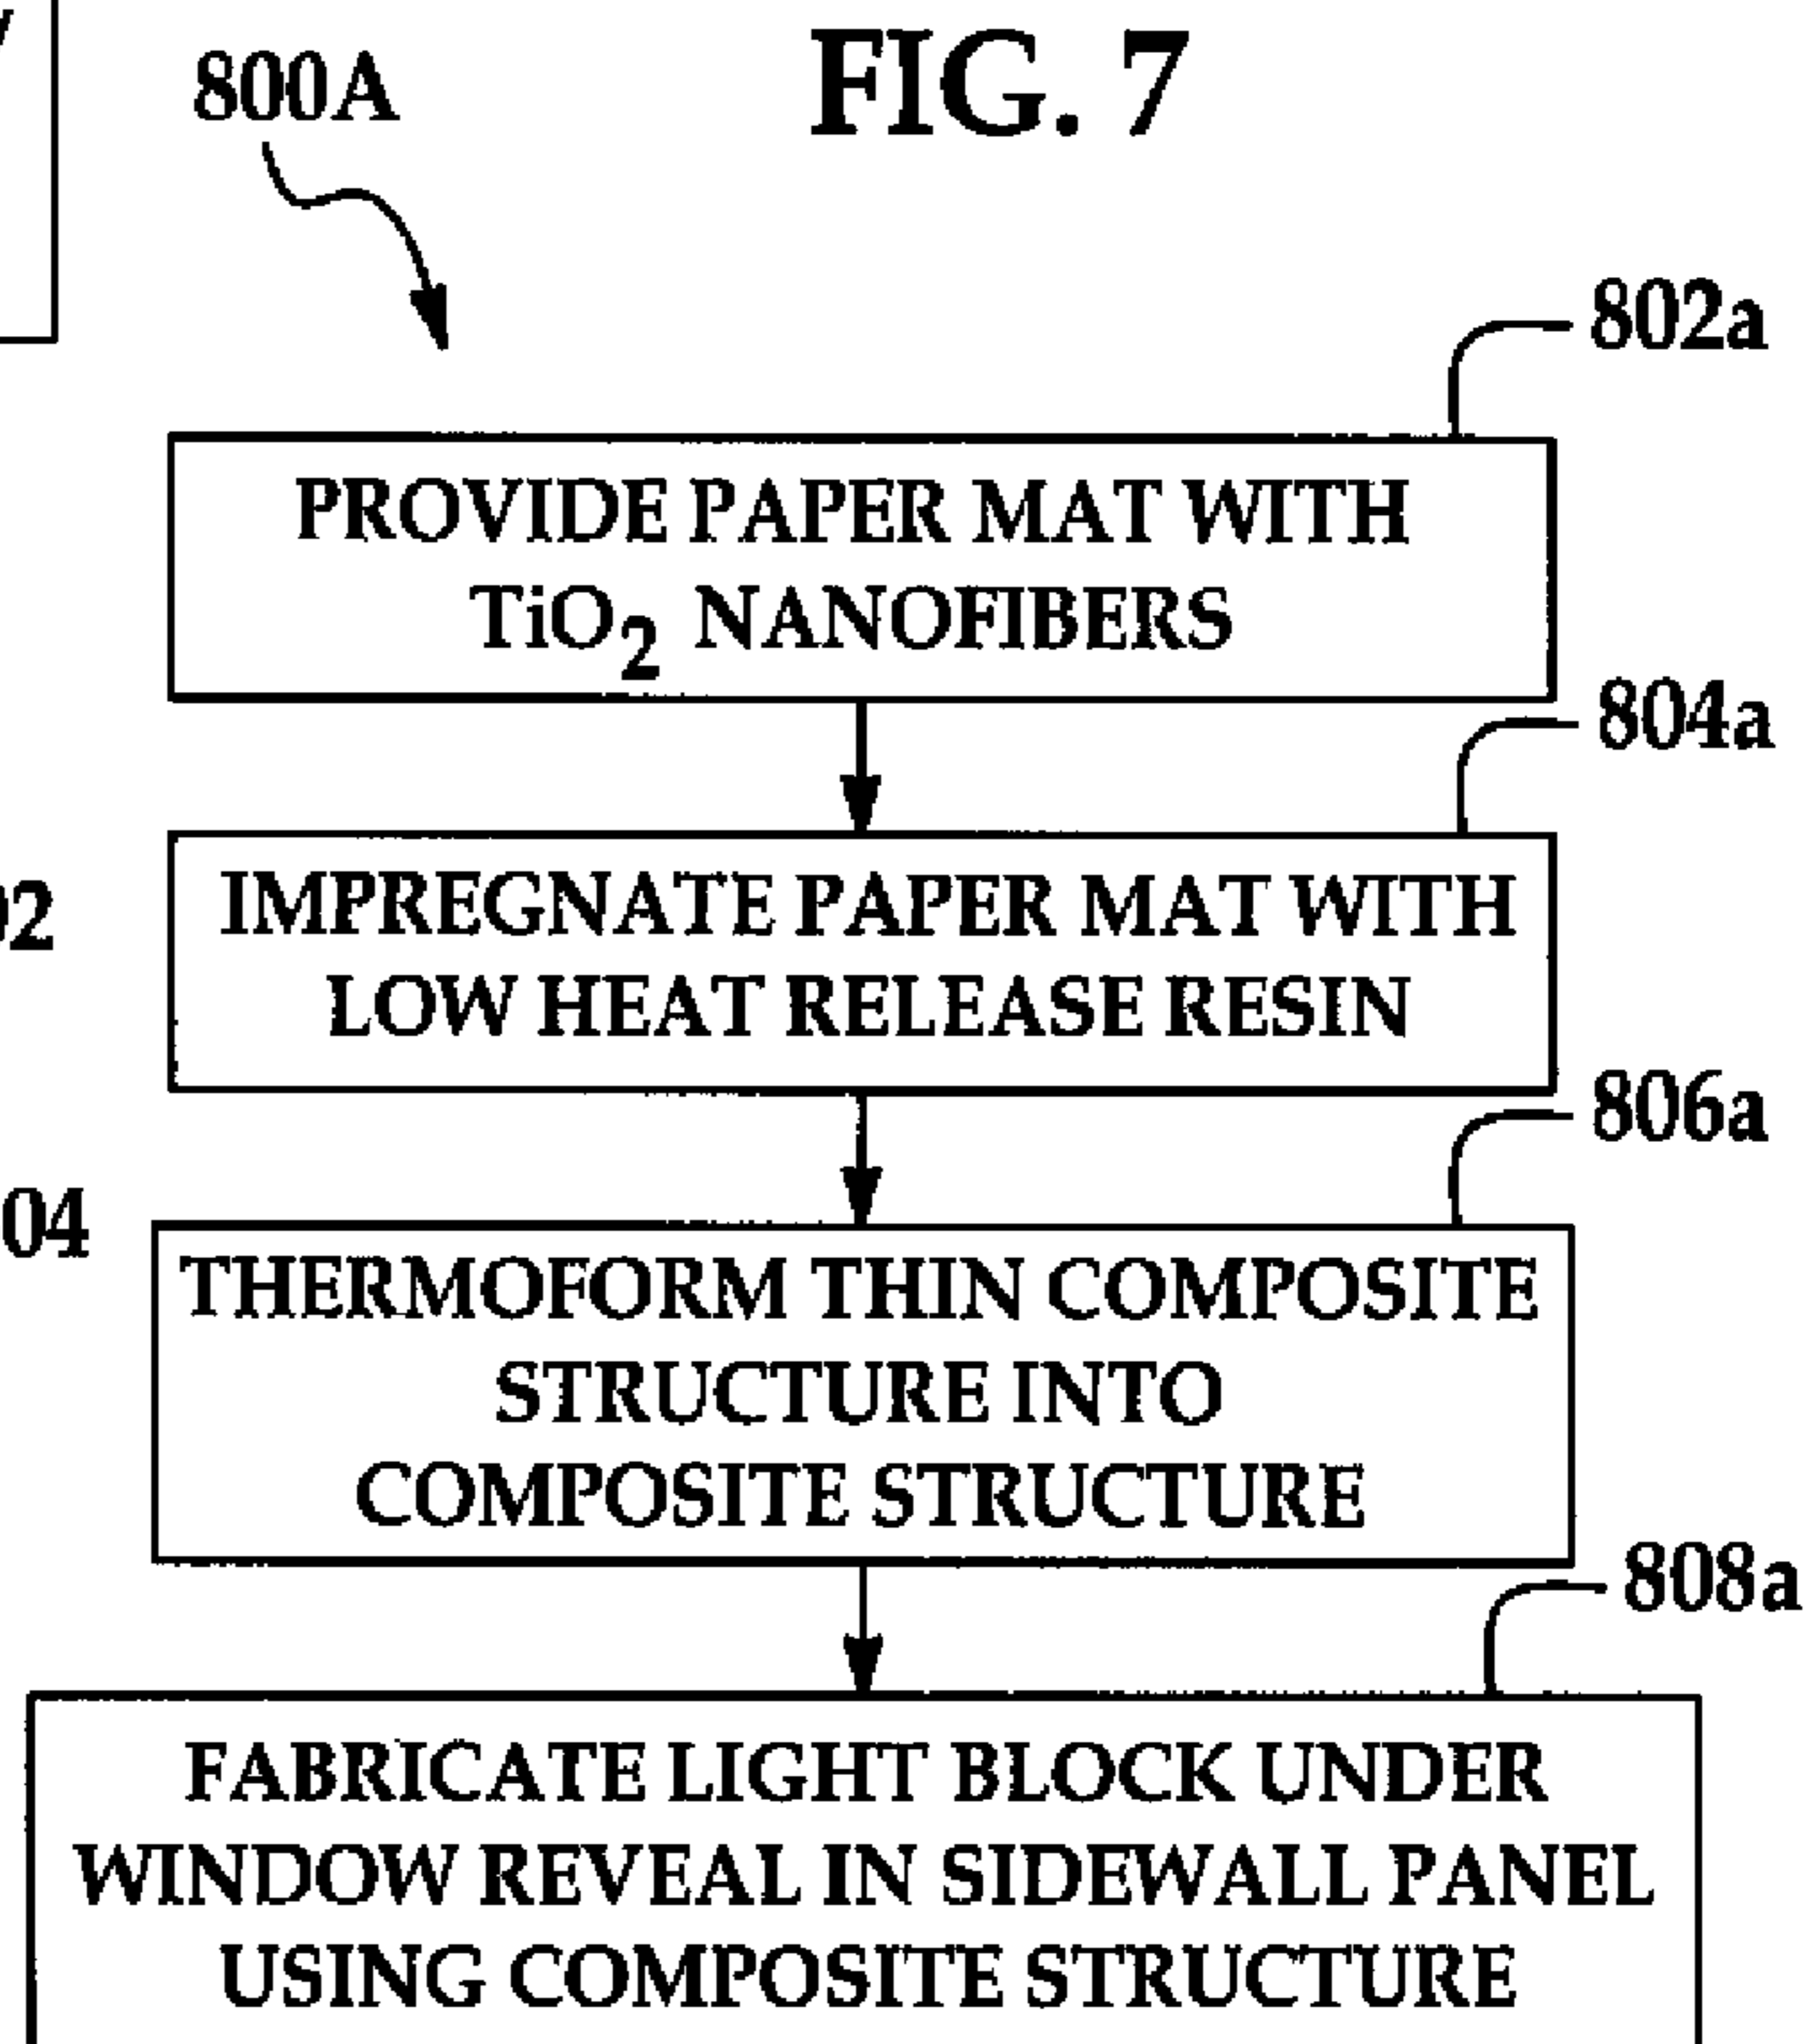 FIG. 7
800A
802a
PROVIDE PAPER MAT WITH
TiO2 NANOFIBERS
804a
IMPREGNATE PAPER MAT WITH
LOW HEAT RELEASE RESIN
806a
THERMOFORM THIN COMPOSITE
STRUCTURE INTO
COMPOSITE STRUCTURE
808a
FABRICATE LIGHT BLOCK UNDER
WINDOW REVEAL IN SIDEWALL PANEL
USING COMPOSITE STRUCTURE